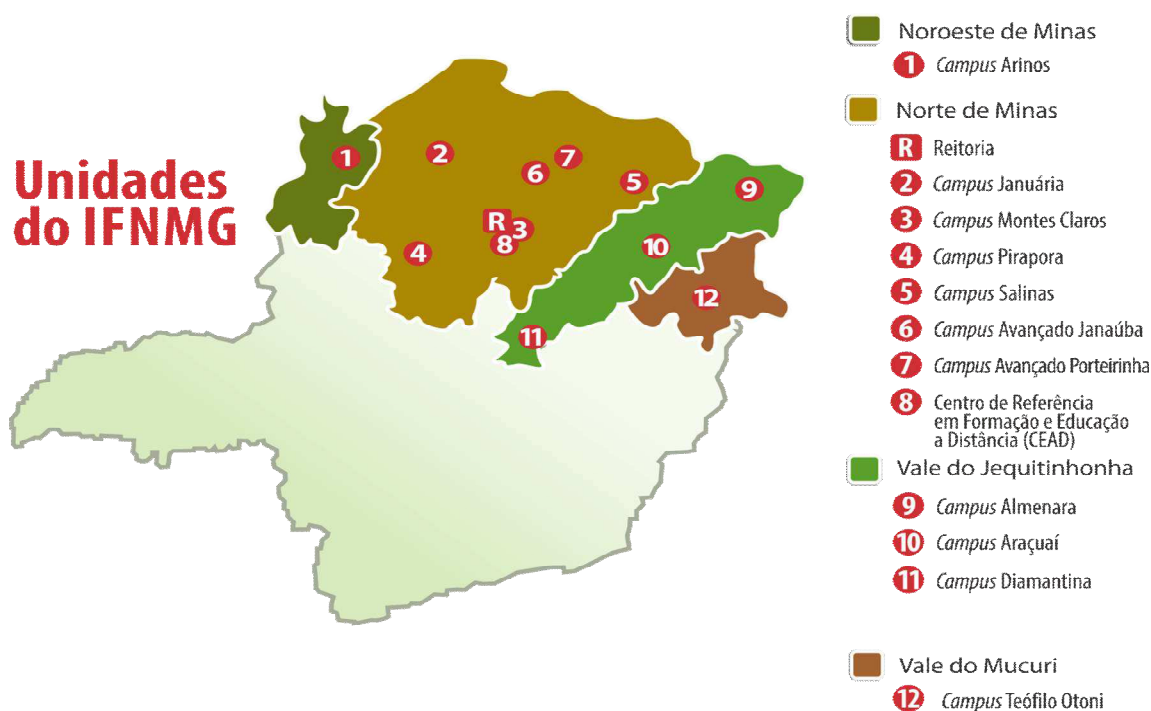 Unidades
do IFNMG
1
2
6
7
5
9
R
3
8
4
10
12
11
Noroeste de Minas
1 Campus Arinos
Norte de Minas
R Reitoria
2 Campus Januária
3 Campus Montes Claros
4 Campus Pirapora
5 Campus Salinas
6 Campus Avançado Janaúba
7 Campus Avançado Porteirinha
8 Centro de Referência
em Formação e Educação
a Distância (CEAD)
Vale do Jequitinhonha
9 Campus Almenara
10 Campus Araçuaí
11 Campus Diamantina
Vale do Mucuri
12 Campus Teófilo Otoni